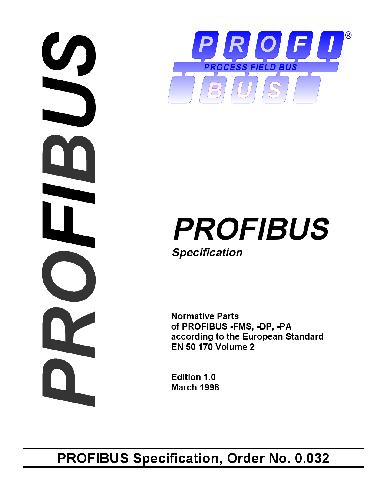 PROFIBUS
PROFI®
PROCESS FIELD BUS
BUS
PROFIBUS
Specification
Normative Parts
of PROFIBUS -FMS, -DP, -PA
according to the European Standard
EN 50 170 Volume 2
Edition 1.0
March 1998
PROFIBUS Specification, Order No. 0.032